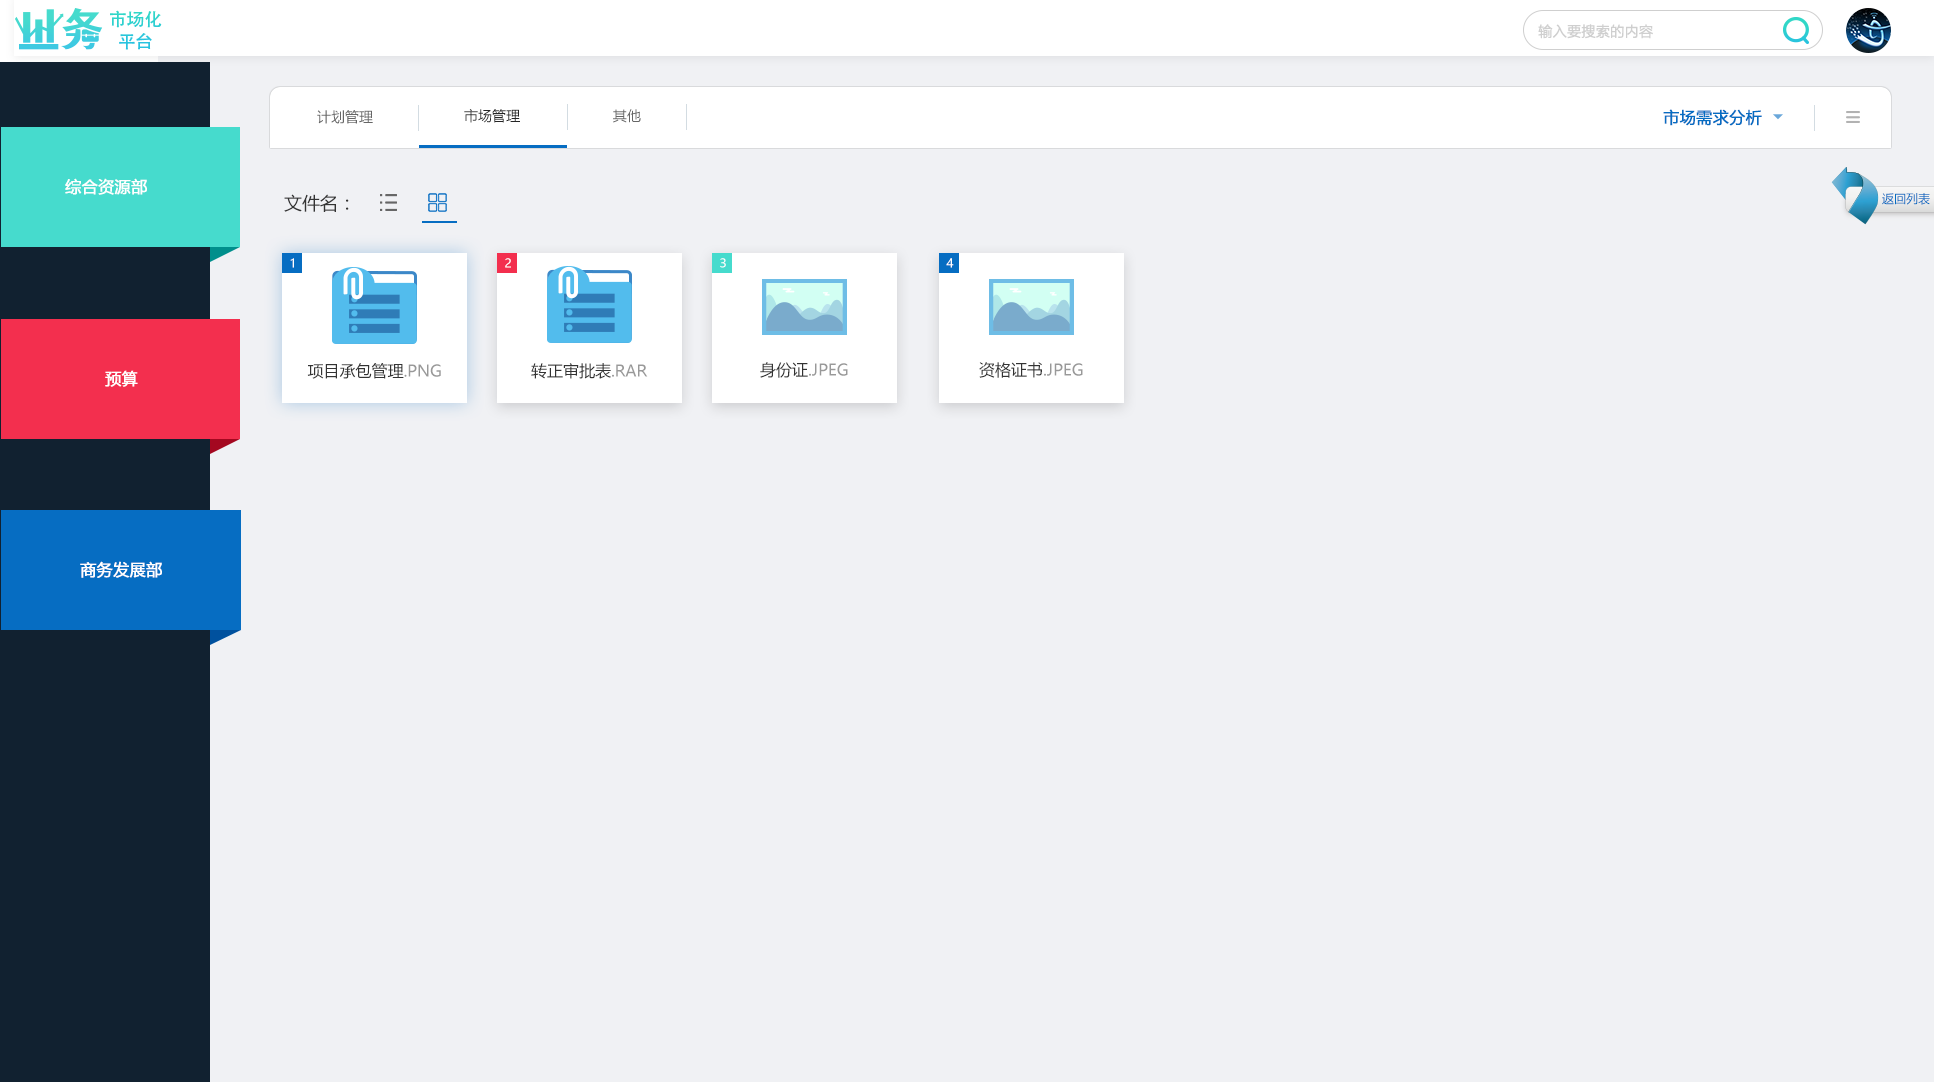 业务 市场化
平台
输入要搜索的内容
计划管理
市场管理
其他
市场需求分析
返回列表
文件名：
1
2
3
4
项目承包管理.PNG
转正审批表.RAR
身份证.JPEG
资格证书.JPEG
综合资源部
预算
商务发展部